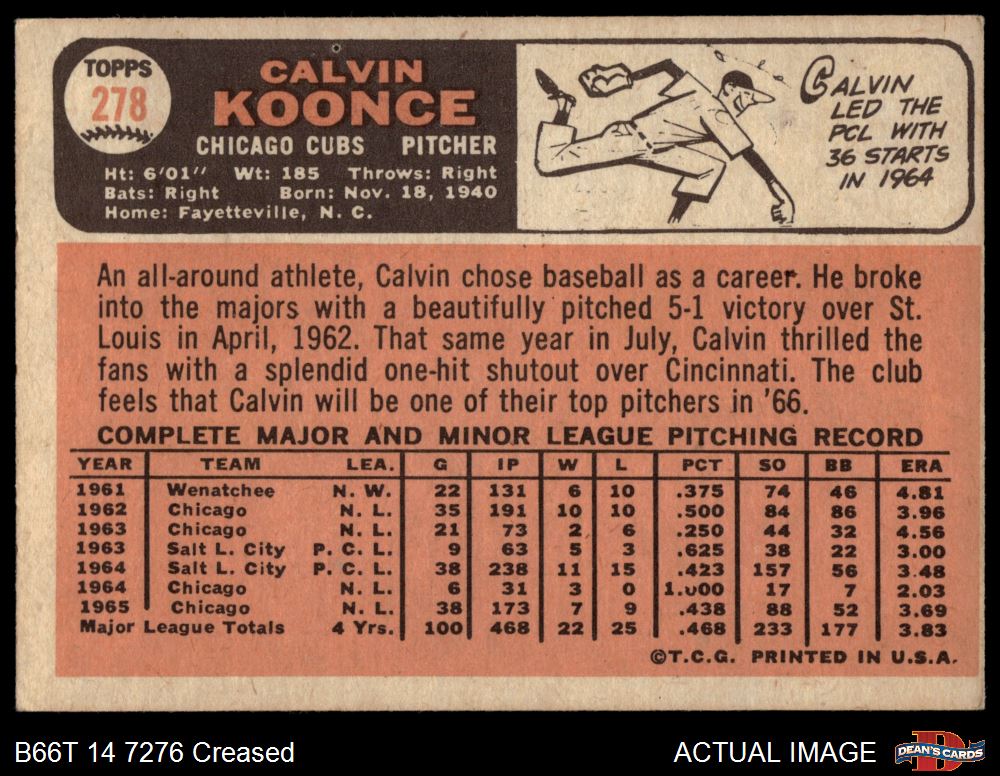 TOPPS
278
CALVIN
KOONCE
CHICAGO CUBS PITCHER
Ht: 6'01" Wt: 185 Throws: Right
Bats: Right Born: Nov. 18, 1940
Home: Fayetteville, N. C.
CALVIN
LED THE
PCL WITH
36 STARTS
IN 1964
An all-around athlete, Calvin chose baseball as a career. He broke
into the majors with a beautifully pitched 5-1 victory over St.
Louis in April, 1962. That same year in July, Calvin thrilled the
fans with a splendid one-hit shutout over Cincinnati. The club
feels that Calvin will be one of their top pitchers in '66.
COMPLETE MAJOR AND MINOR LEAGUE PITCHING RECORD
YEAR TEAM LEA. G IP W L PCT SO BB ERA
1961 Wenatchee N. W. 22 131 6 10 .375 74 46 4.81
1962 Chicago N. L. 35 191 10 10 .500 84 86 3.96
1963 Chicago N. L. 21 73 2 6 .250 44 32 4.56
1963 Salt L. City P. C. L. 9 63 5 3 .625 38 22 3.00
1964 Salt L. City P. C. L. 38 238 11 15 .423 157 56 3.48
1964 Chicago N. L. 6 31 3 0 1.000 17 7 2.03
1965 Chicago N. L. 38 173 7 9 .438 88 52 3.69
Major League Totals 4 Yrs. 100 468 22 25 .468 233 177 3.83
©T.C.G. PRINTED IN U.S.A.
B66T 14 7276 Creased
ACTUAL IMAGE
DEAN'S CARDS